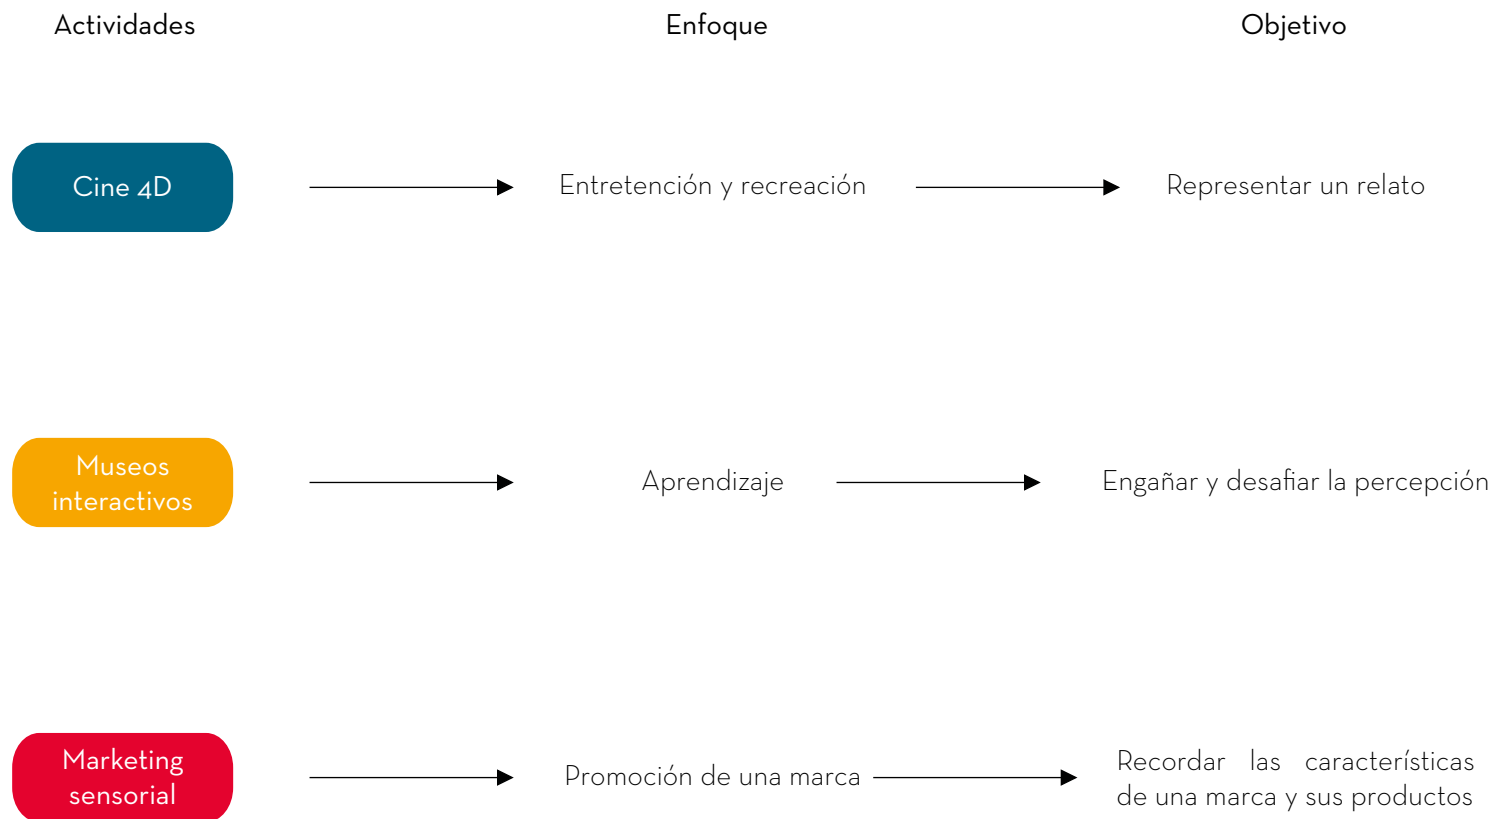 Actividades
Enfoque
Objetivo
Cine 4D
Entretención y recreación
Representar un relato
Museos
interactivos
Aprendizaje
Engañar y desafiar la percepción
Marketing
sensorial
Promoción de una marca
Recordar las características
de una marca y sus productos